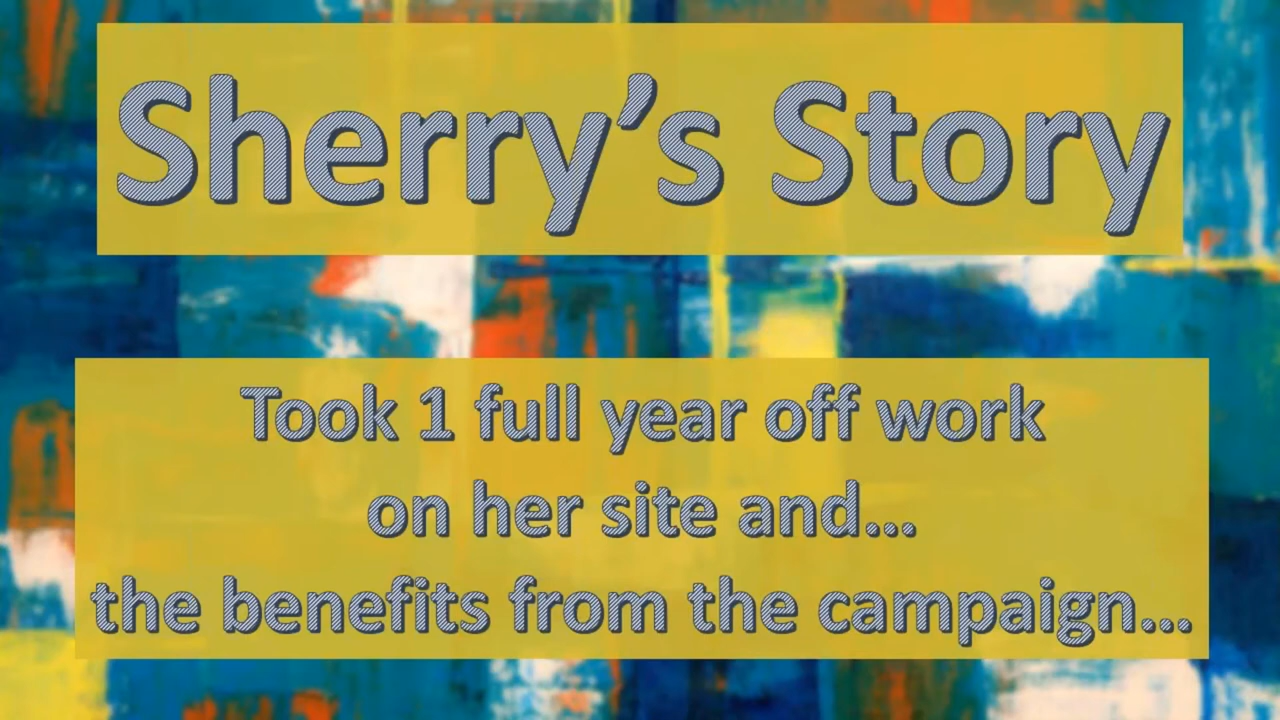 Sherry’s Story
Took 1 full year off work
on her site and...
the benefits from the campaign...